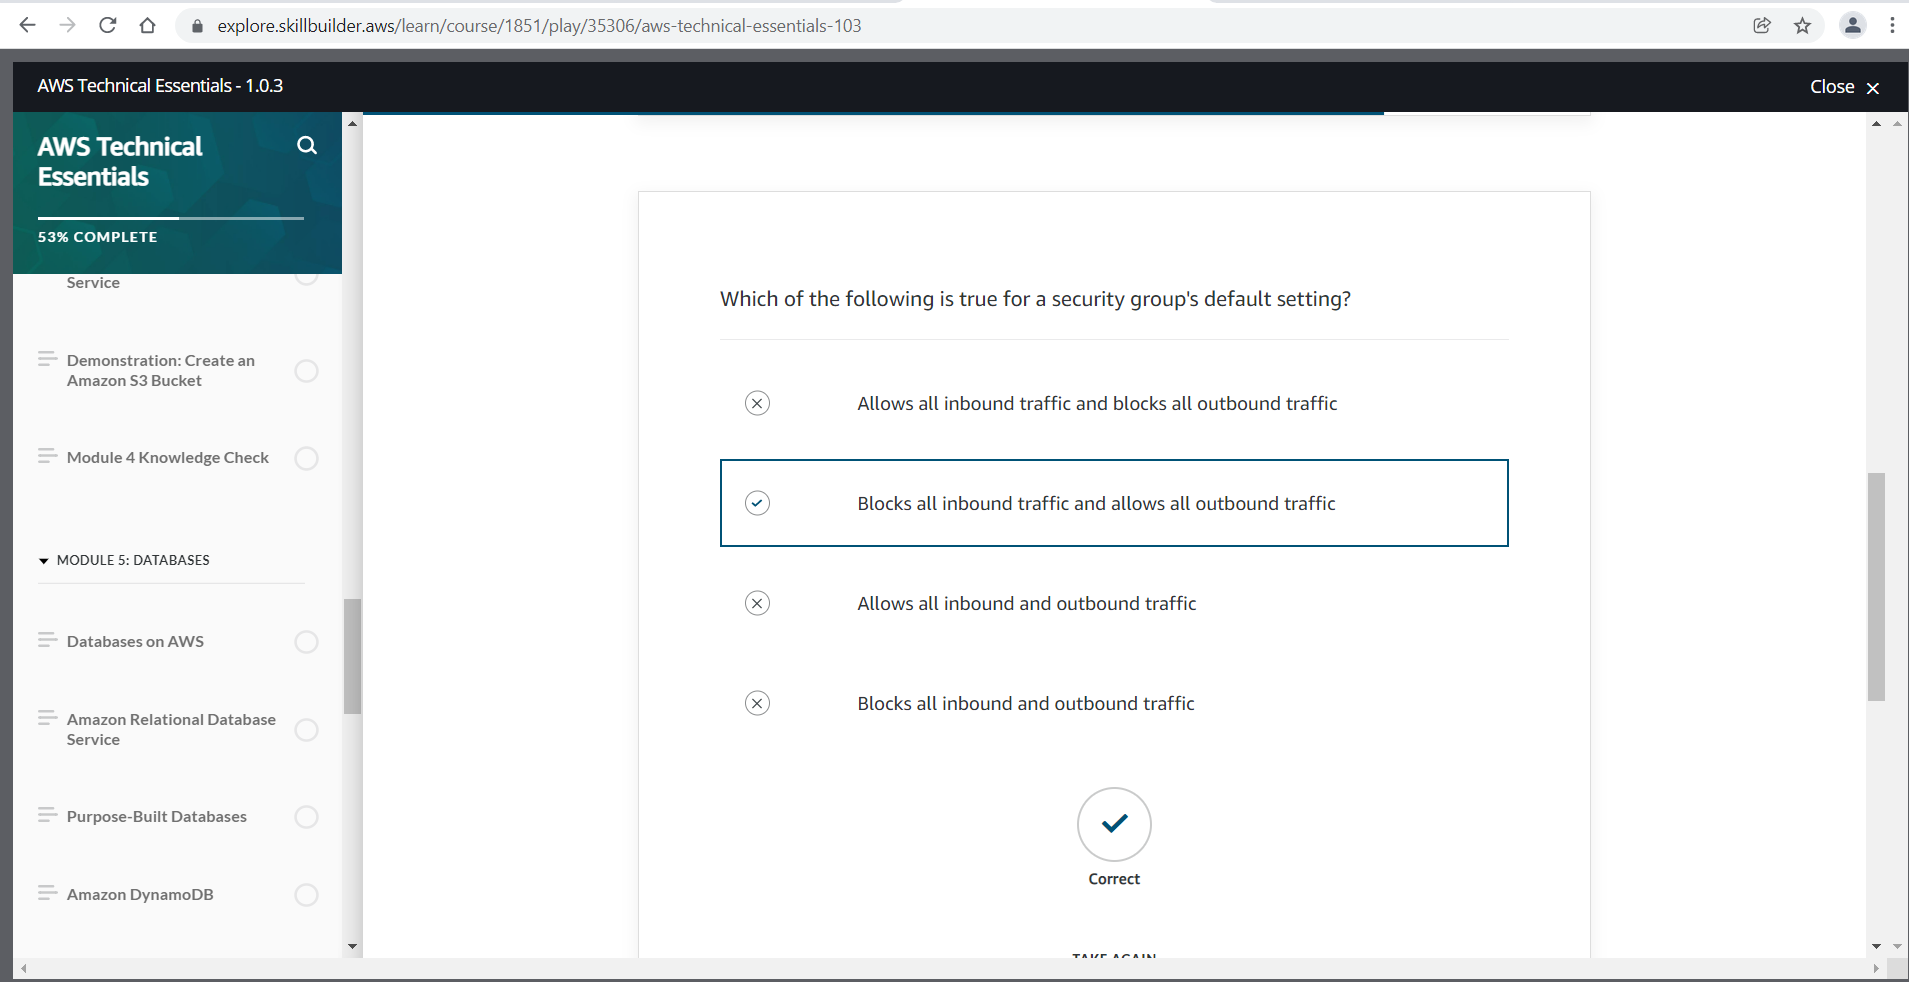 explore.skillbuilder.aws/learn/course/1851/play/35306/aws-technical-essentials-103
AWS Technical Essentials - 1.0.3
Close
AWS Technical
Essentials
53% COMPLETE
Service
Demonstration: Create an
Amazon S3 Bucket
Module 4 Knowledge Check
MODULE 5: DATABASES
Databases on AWS
Amazon Relational Database
Service
Purpose-Built Databases
Amazon DynamoDB
Which of the following is true for a security group's default setting?
Allows all inbound traffic and blocks all outbound traffic
Blocks all inbound traffic and allows all outbound traffic
Allows all inbound and outbound traffic
Blocks all inbound and outbound traffic
Correct
TAKE AGAIN